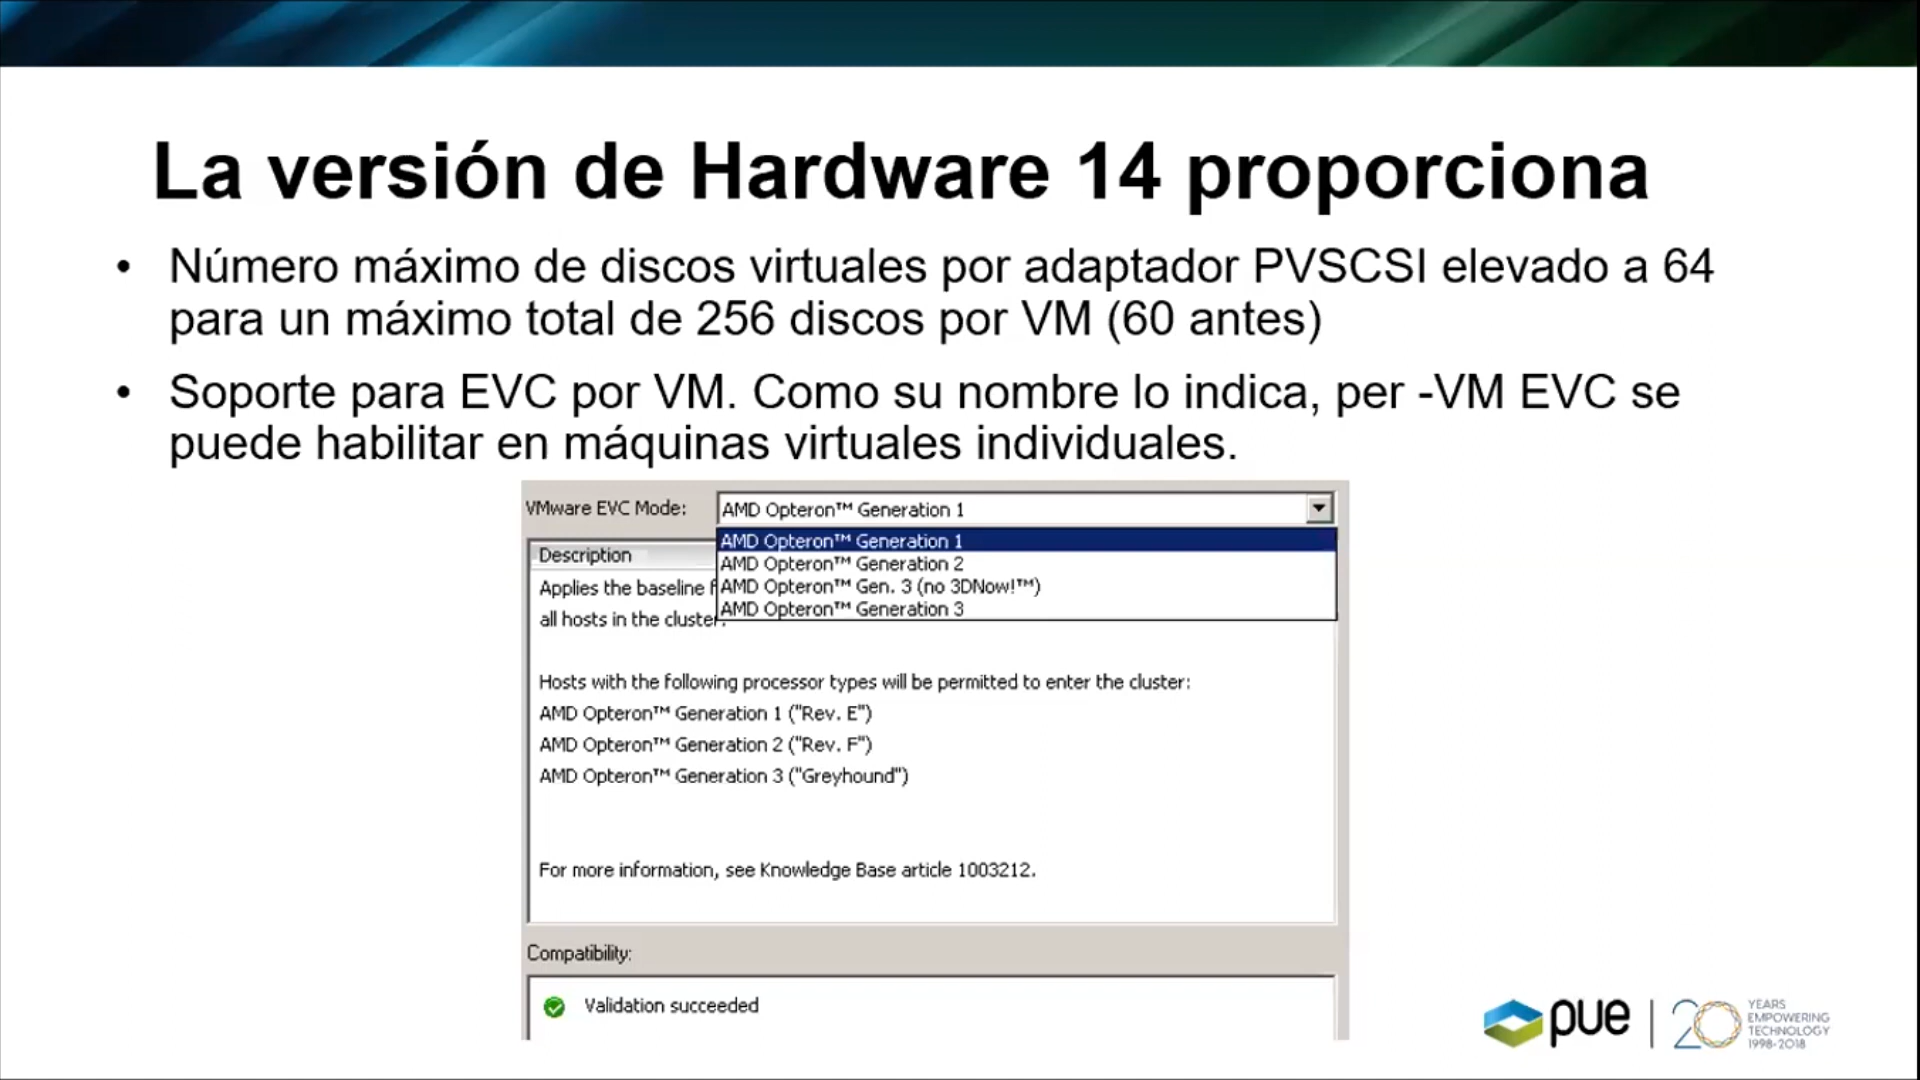 La versión de Hardware 14 proporciona
• Número máximo de discos virtuales por adaptador PVSCSI elevado a 64
para un máximo total de 256 discos por VM (60 antes)
• Soporte para EVC por VM. Como su nombre lo indica, per -VM EVC se
puede habilitar en máquinas virtuales individuales.
VMware EVC Mode: AMD Opteron™ Generation 1
AMD Opteron™ Generation 1
AMD Opteron™ Generation 2
AMD Opteron™ Gen. 3 (no 3DNow!™)
AMD Opteron™ Generation 3
Description
Applies the baseline f
all hosts in the cluster.
Hosts with the following processor types will be permitted to enter the cluster:
AMD Opteron™ Generation 1 ("Rev. E")
AMD Opteron™ Generation 2 ("Rev. F")
AMD Opteron™ Generation 3 ("Greyhound")
For more information, see Knowledge Base article 1003212.
Compatibility:
Validation succeeded
pue
20
YEARS
EMPOWERING
TECHNOLOGY
1998-2018